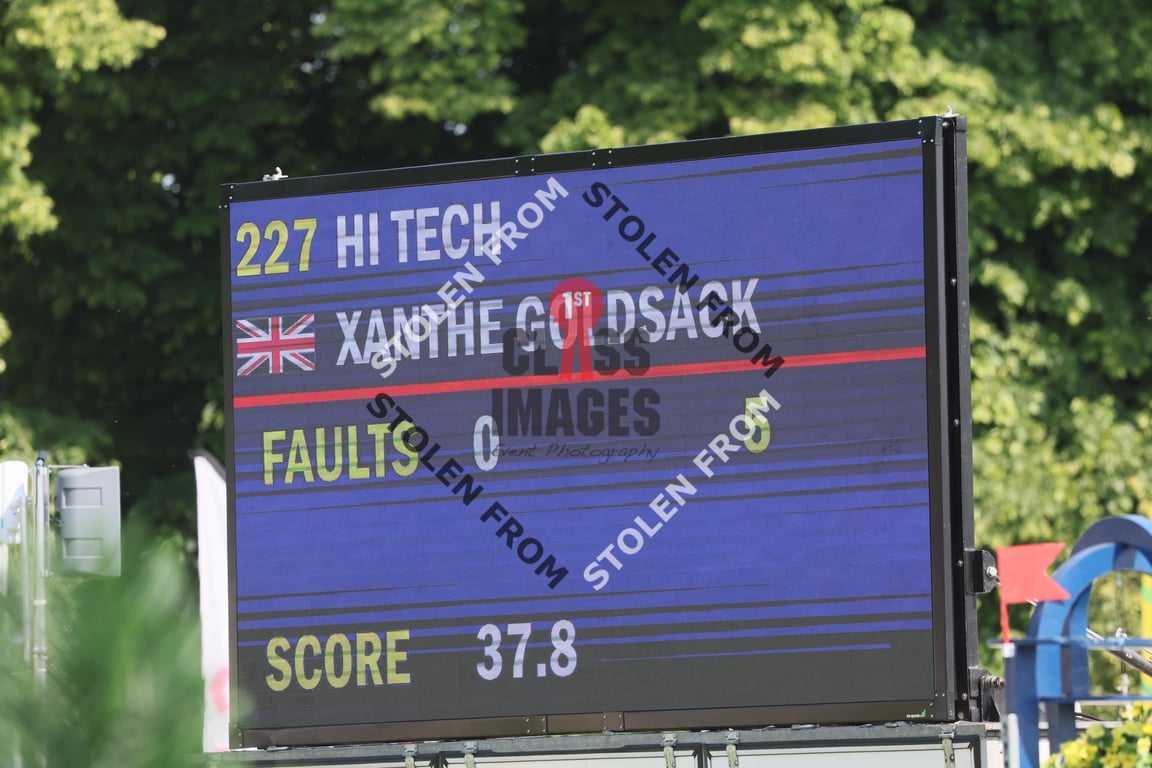 227 HI TECH
XANTHE GOLDSACK
FAULTS 0 5
SCORE 37.8
STOLEN FROM
STOLEN FROM
STOLEN FROM
STOLEN FROM
1ST
CLASS
IMAGES
Event Photography